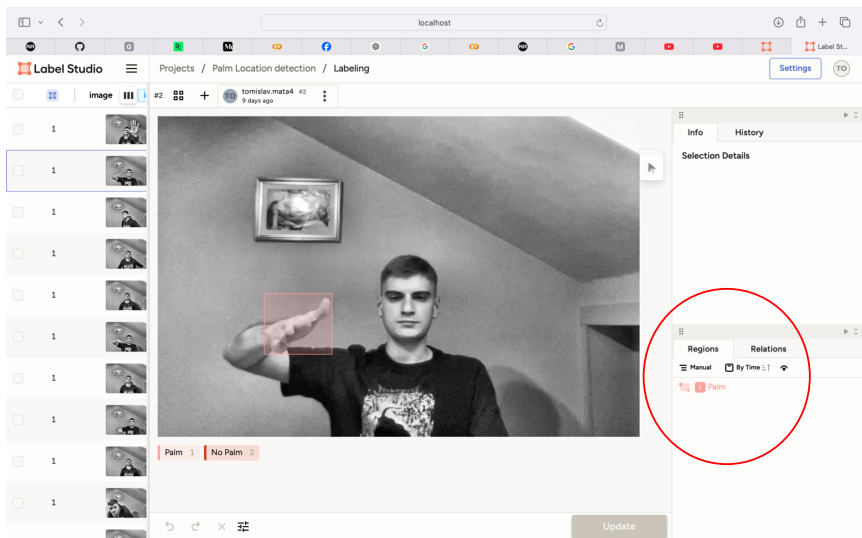 localhost
Label St...
Label Studio
Projects / Palm Location detection / Labeling
Settings
TO
image
#2
TO
tomislav.mata4 #2
9 days ago
Info
History
Selection Details
1
1
1
1
1
1
1
1
1
1
Regions
Relations
Manual
By Time
1 Palm
Palm 1
No Palm 2
Update